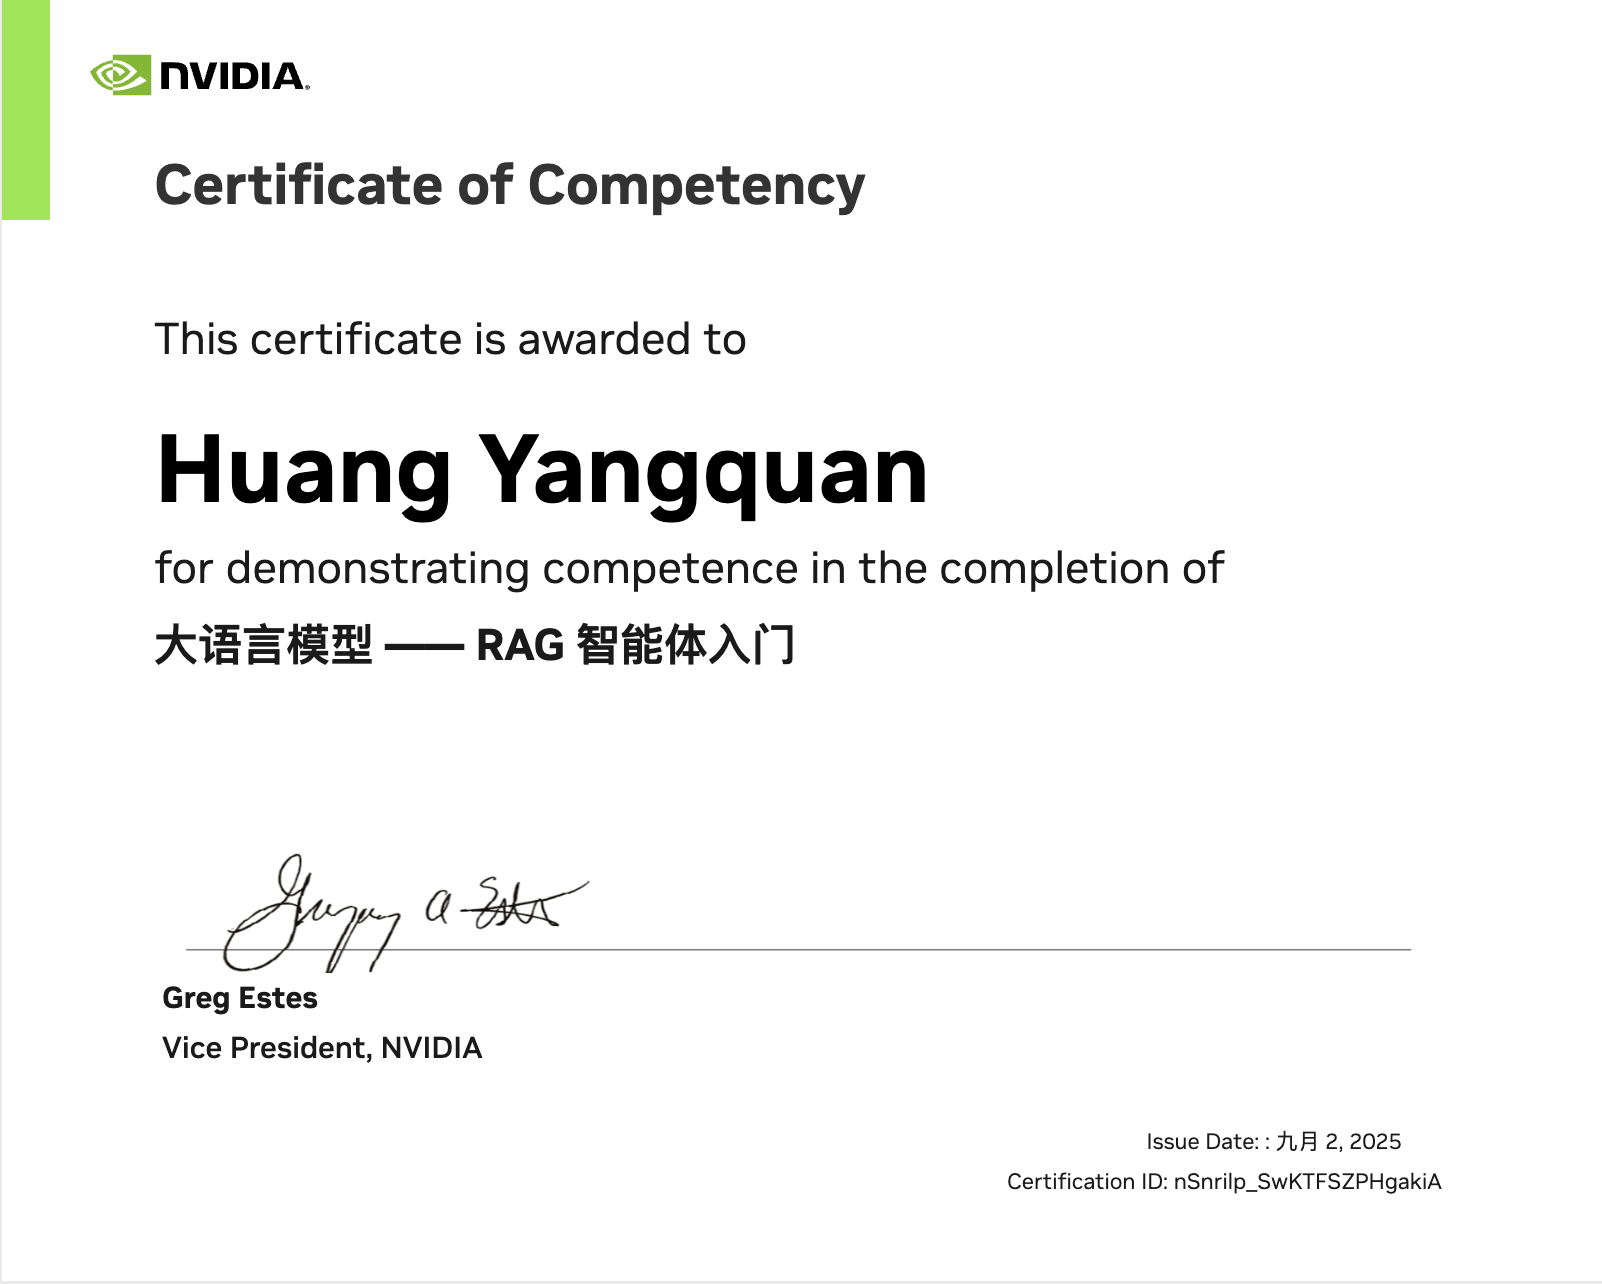 NVIDIA.
Certificate of Competency
This certificate is awarded to
Huang Yangquan
for demonstrating competence in the completion of
大语言模型 —— RAG 智能体入门
Greg Estes
Vice President, NVIDIA
Issue Date: : 九月 2, 2025
Certification ID: nSnrilp_SwKTFSZPHgakiA